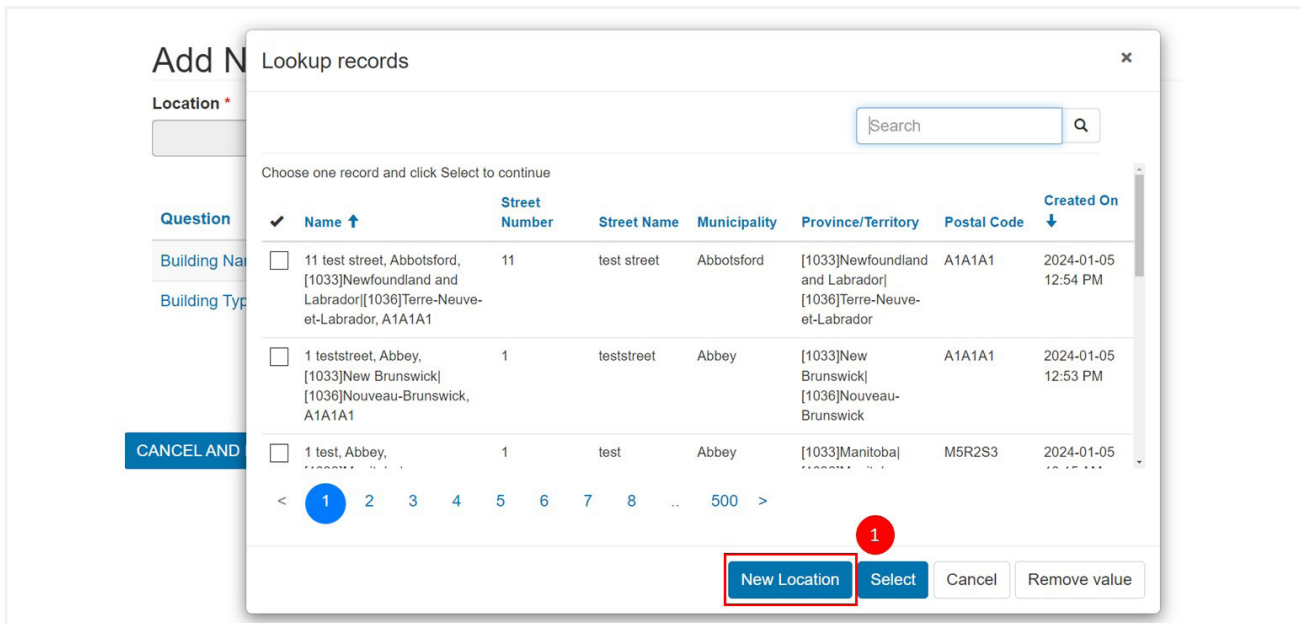 Add N
Lookup records
×
Location *
Search
Choose one record and click Select to continue
Question
Name
Street Number
Street Name
Municipality
Province/Territory
Postal Code
Created On
Building Nar
11 test street, Abbotsford,
[1033]Newfoundland and
Labrador|[1036]Terre-Neuve-
et-Labrador, A1A1A1
11
test street
Abbotsford
[1033]Newfoundland
and Labrador|
[1036]Terre-Neuve-
et-Labrador
A1A1A1
2024-01-05
12:54 PM
Building Typ
1 teststreet, Abbey,
[1033]New Brunswick|
[1036]Nouveau-Brunswick,
A1A1A1
1
teststreet
Abbey
[1033]New
Brunswick|
[1036]Nouveau-
Brunswick
A1A1A1
2024-01-05
12:53 PM
CANCEL AND
1 test, Abbey,
1
test
Abbey
[1033]Manitoba|
M5R2S3
2024-01-05
< 1 2 3 4 5 6 7 8 .. 500 >
1
New Location Select Cancel Remove value